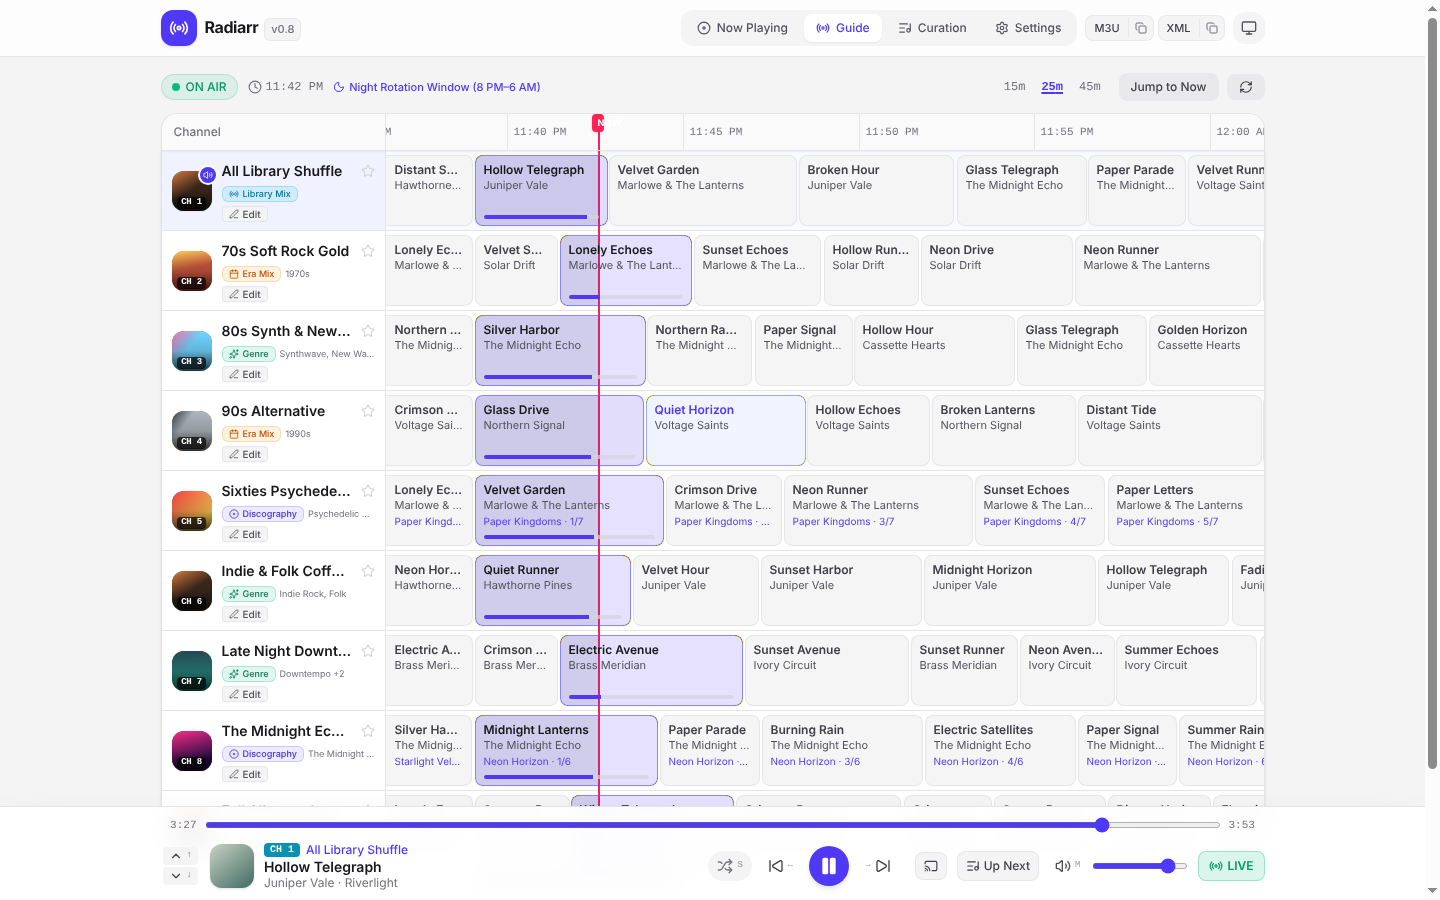 Radiarr v0.8
Now Playing Guide Curation Settings M3U XML
ON AIR 11:42 PM Night Rotation Window (8 PM–6 AM) 15m 25m 45m Jump to Now
Channel M 11:40 PM 11:45 PM 11:50 PM 11:55 PM 12:00 AM
CH 1 All Library Shuffle
Library Mix
Edit
Distant S... Hollow Telegraph Velvet Garden Broken Hour Glass Telegraph Paper Parade Velvet Runn
Hawthorne... Juniper Vale Marlowe & The Lanterns Juniper Vale The Midnight Echo The Midnight... Voltage Saint
CH 2 70s Soft Rock Gold
Era Mix 1970s
Edit
Lonely Ec... Velvet S... Lonely Echoes Sunset Echoes Hollow Run... Neon Drive Neon Runner
Marlowe & ... Solar Drift Marlowe & The Lant... Marlowe & The La... Solar Drift Solar Drift Marlowe & The Lanterns
CH 3 80s Synth & New...
Genre Synthwave, New Wa...
Edit
Northern ... Silver Harbor Northern Ra... Paper Signal Hollow Hour Glass Telegraph Golden Horizon
The Midnig... The Midnight Echo The Midnight ... The Midnight... Cassette Hearts The Midnight Echo Cassette Hearts
CH 4 90s Alternative
Era Mix 1990s
Edit
Crimson ... Glass Drive Quiet Horizon Hollow Echoes Broken Lanterns Distant Tide
Voltage Sai... Northern Signal Voltage Saints Voltage Saints Northern Signal Voltage Saints
CH 5 Sixties Psychede...
Discography Psychedelic ...
Edit
Lonely Ec... Velvet Garden Crimson Drive Neon Runner Sunset Echoes Paper Letters
Marlowe & ... Marlowe & The Lanterns Marlowe & The L... Marlowe & The Lanterns Marlowe & The Lan... Marlowe & The Lanterns
Paper Kingd... Paper Kingdoms · 1/7 Paper Kingdoms · ... Paper Kingdoms · 3/7 Paper Kingdoms · 4/7 Paper Kingdoms · 5/7
CH 6 Indie & Folk Coff...
Genre Indie Rock, Folk
Edit
Neon Hor... Quiet Runner Velvet Hour Sunset Harbor Midnight Horizon Hollow Telegraph Fadi
Hawthorne... Hawthorne Pines Juniper Vale Juniper Vale Juniper Vale Juniper Vale Juni
CH 7 Late Night Downt...
Genre Downtempo +2
Edit
Electric A... Crimson ... Electric Avenue Sunset Avenue Sunset Runner Neon Aven... Summer Echoes
Brass Meri... Brass Mer... Brass Meridian Ivory Circuit Brass Meridian Ivory Circuit Ivory Circuit
CH 8 The Midnight Ec...
Discography The Midnight ...
Edit
Silver Ha... Midnight Lanterns Paper Parade Burning Rain Electric Satellites Paper Signal Summer Rain
The Midnig... The Midnight Echo The Midnight ... The Midnight Echo The Midnight Echo The Midnight... The Midnight E
Starlight Vel... Neon Horizon · 1/6 Neon Horizon ·... Neon Horizon · 3/6 Neon Horizon · 4/6 Neon Horizon ·... Neon Horizon · 6
3:27 3:53
CH 1 All Library Shuffle
Hollow Telegraph
Juniper Vale · Riverlight
S Up Next M LIVE